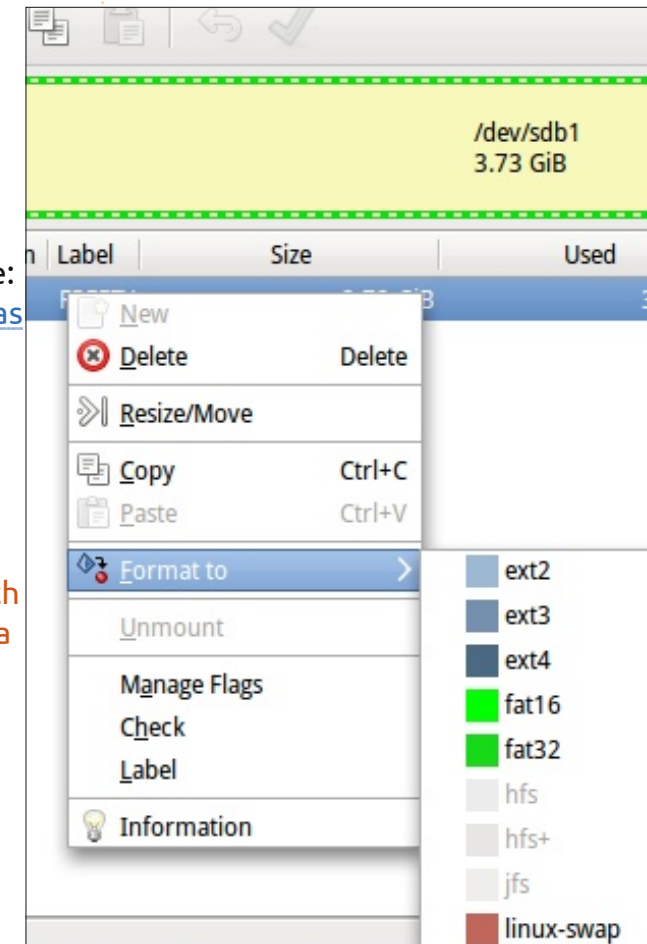 /dev/sdb1
3.73 GiB
Label Size Used
e:
as
New
Delete Delete
Resize/Move
Copy Ctrl+C
Paste Ctrl+V
Format to
Unmount
Manage Flags
Check
Label
Information
ext2
ext3
ext4
fat16
fat32
hfs
hfs+
jfs
linux-swap
a